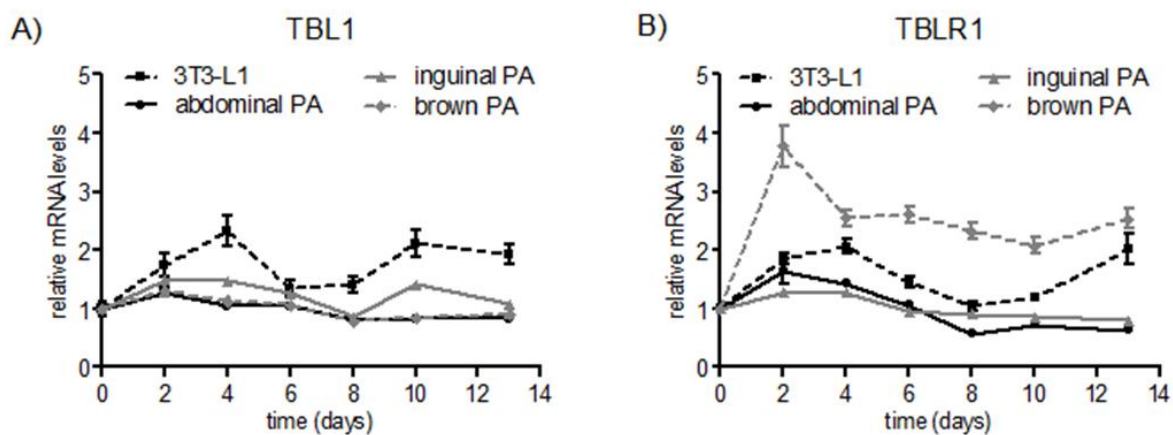 A) TBL1
3T3-L1 inguinal PA
abdominal PA brown PA
relative mRNA levels
5
4
3
2
1
0
0 2 4 6 8 10 12 14
time (days)
B) TBLR1
3T3-L1 inguinal PA
abdominal PA brown PA
relative mRNA levels
5
4
3
2
1
0
0 2 4 6 8 10 12 14
time (days)